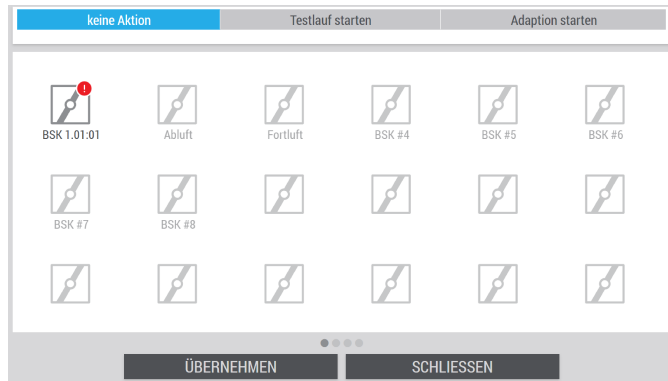 keine Aktion Testlauf starten Adaption starten
!
BSK 1.01:01 Abluft Fortluft BSK #4 BSK #5 BSK #6
BSK #7 BSK #8
ÜBERNEHMEN SCHLIESSEN